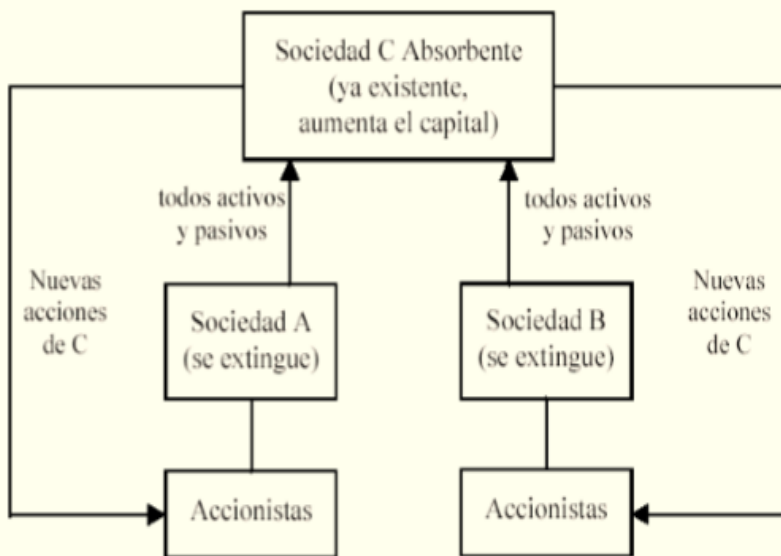 Sociedad C Absorbente
(ya existente,
aumenta el capital)
todos activos
y pasivos
todos activos
y pasivos
Nuevas
acciones
de C
Sociedad A
(se extingue)
Sociedad B
(se extingue)
Nuevas
acciones
de C
Accionistas
Accionistas